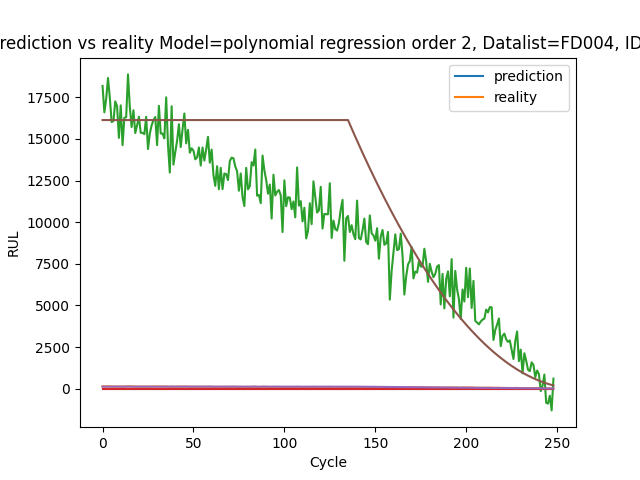 rediction vs reality Model=polynomial regression order 2, Datalist=FD004, ID
prediction
reality
17500
15000
12500
10000
7500
5000
2500
0
RUL
0 50 100 150 200 250
Cycle